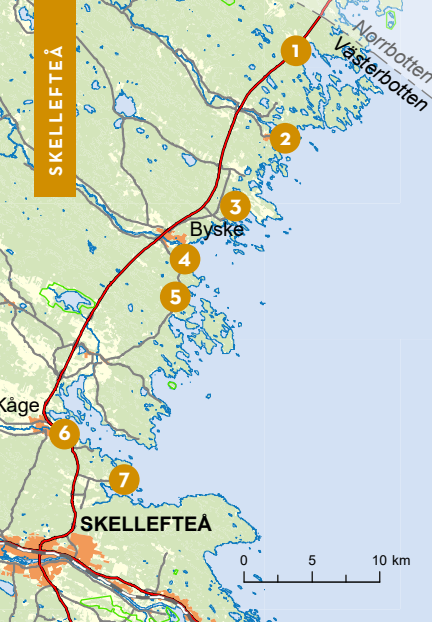 Norrbotten
Västerbotten
SKELLEFTEÅ
1
2
3
Byske
4
5
Kåge
6
7
SKELLEFTEÅ
0 5 10 km